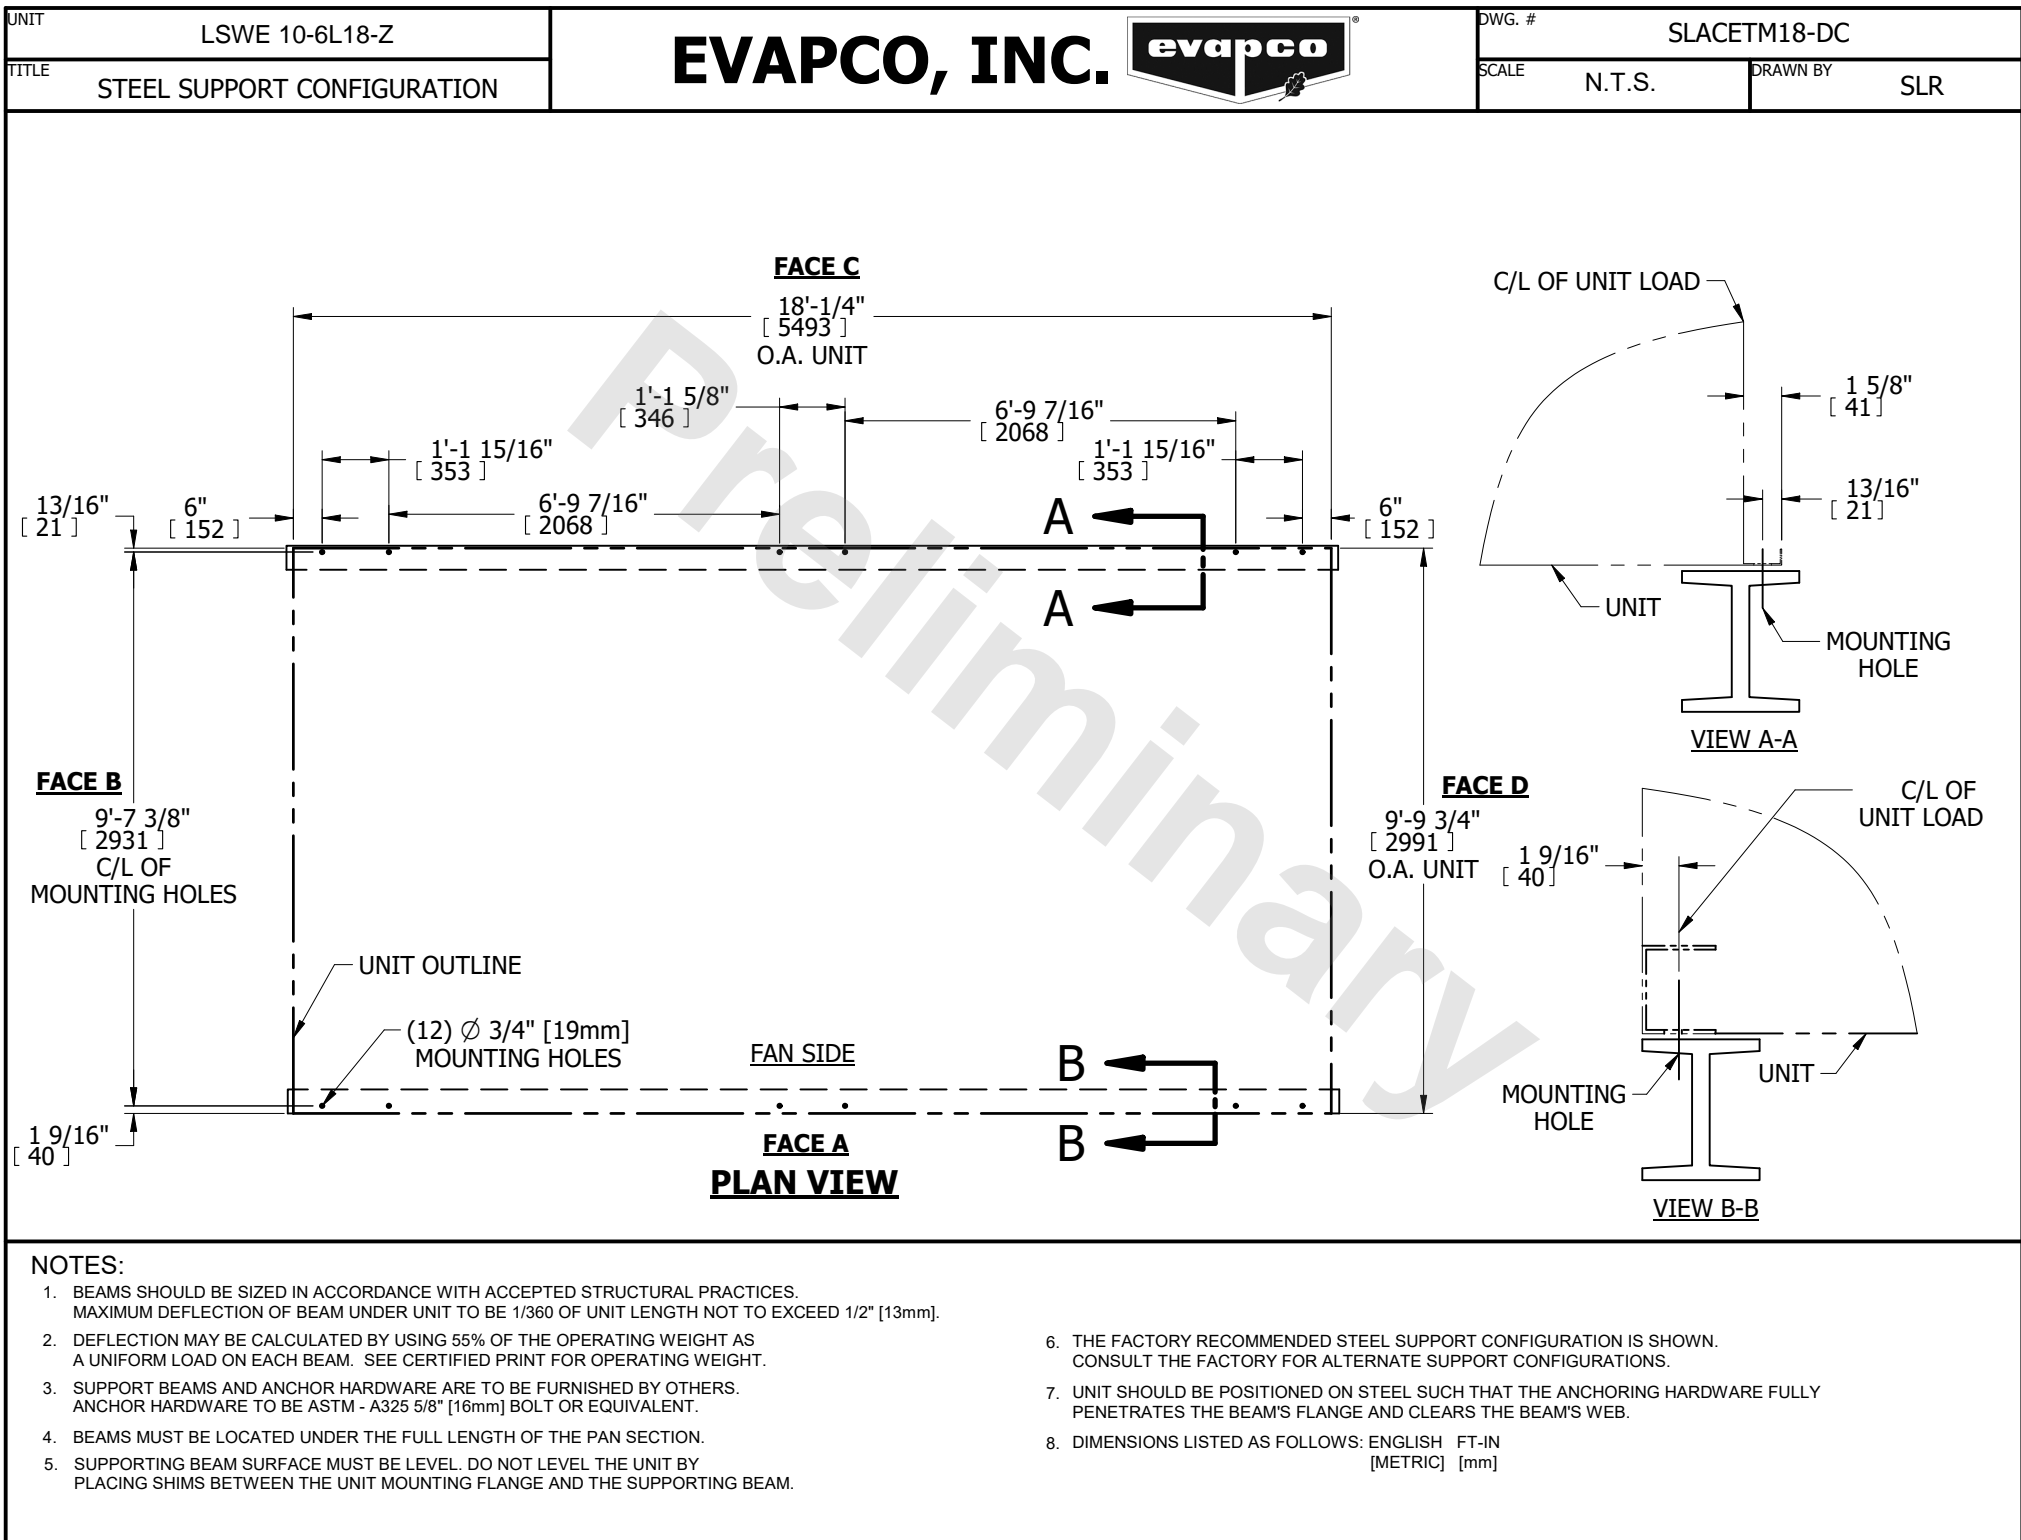 UNIT
LSWE 10-6L18-Z
TITLE
STEEL SUPPORT CONFIGURATION
EVAPCO, INC.
evapco
®
DWG. #
SLACETM18-DC
SCALE
N.T.S.
DRAWN BY
SLR
FACE C
18'-1/4"
[ 5493 ]
O.A. UNIT
1'-1 5/8"
[ 346 ]
6'-9 7/16"
[ 2068 ]
1'-1 15/16"
[ 353 ]
1'-1 15/16"
[ 353 ]
13/16"
[ 21 ]
6"
[ 152 ]
6'-9 7/16"
[ 2068 ]
A
6"
[ 152 ]
A
FACE B
9'-7 3/8"
[ 2931 ]
C/L OF
MOUNTING HOLES
FACE D
9'-9 3/4"
[ 2991 ]
O.A. UNIT
UNIT OUTLINE
(12) Ø 3/4" [19mm]
MOUNTING HOLES
FAN SIDE
B
1 9/16"
[ 40 ]
B
FACE A
PLAN VIEW
Preliminary
C/L OF UNIT LOAD
1 5/8"
[ 41]
13/16"
[ 21]
UNIT
MOUNTING
HOLE
VIEW A-A
C/L OF
UNIT LOAD
1 9/16"
[ 40]
UNIT
MOUNTING
HOLE
VIEW B-B
NOTES:
1. BEAMS SHOULD BE SIZED IN ACCORDANCE WITH ACCEPTED STRUCTURAL PRACTICES.
MAXIMUM DEFLECTION OF BEAM UNDER UNIT TO BE 1/360 OF UNIT LENGTH NOT TO EXCEED 1/2" [13mm].
2. DEFLECTION MAY BE CALCULATED BY USING 55% OF THE OPERATING WEIGHT AS
A UNIFORM LOAD ON EACH BEAM. SEE CERTIFIED PRINT FOR OPERATING WEIGHT.
3. SUPPORT BEAMS AND ANCHOR HARDWARE ARE TO BE FURNISHED BY OTHERS.
ANCHOR HARDWARE TO BE ASTM - A325 5/8" [16mm] BOLT OR EQUIVALENT.
4. BEAMS MUST BE LOCATED UNDER THE FULL LENGTH OF THE PAN SECTION.
5. SUPPORTING BEAM SURFACE MUST BE LEVEL. DO NOT LEVEL THE UNIT BY
PLACING SHIMS BETWEEN THE UNIT MOUNTING FLANGE AND THE SUPPORTING BEAM.
6. THE FACTORY RECOMMENDED STEEL SUPPORT CONFIGURATION IS SHOWN.
CONSULT THE FACTORY FOR ALTERNATE SUPPORT CONFIGURATIONS.
7. UNIT SHOULD BE POSITIONED ON STEEL SUCH THAT THE ANCHORING HARDWARE FULLY
PENETRATES THE BEAM'S FLANGE AND CLEARS THE BEAM'S WEB.
8. DIMENSIONS LISTED AS FOLLOWS: ENGLISH FT-IN
[METRIC] [mm]